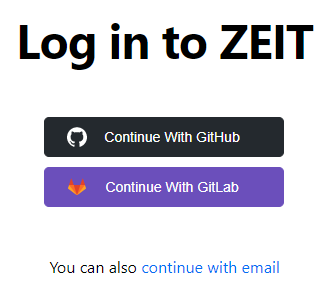 Log in to ZEIT
Continue With GitHub
Continue With GitLab
You can also continue with email